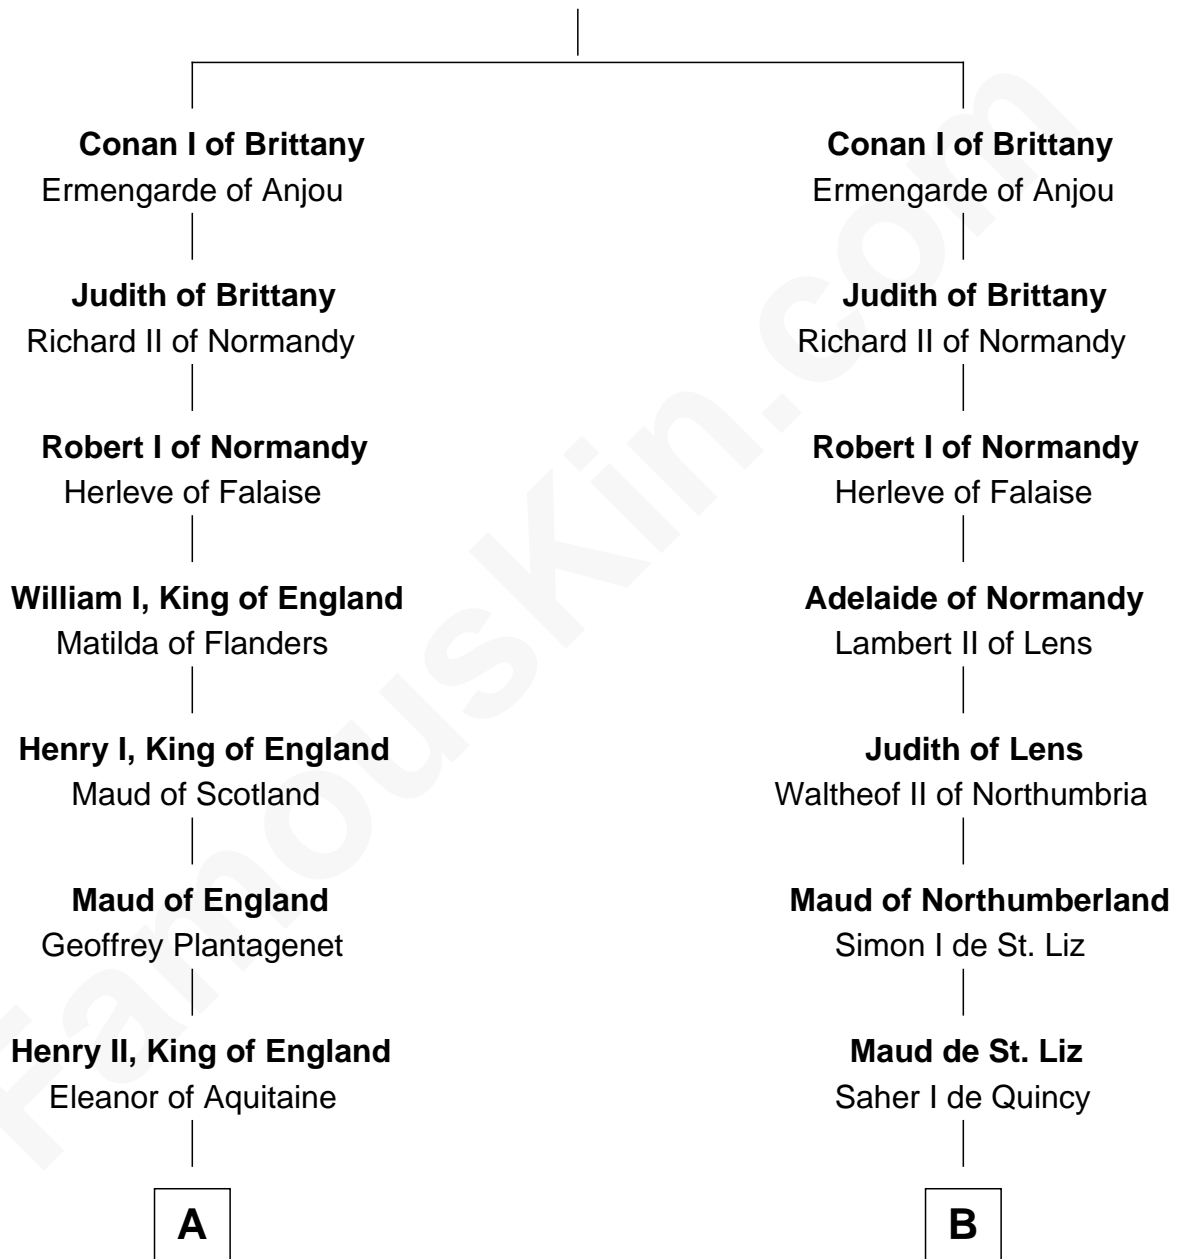 Conan I of Brittany
Ermengarde of Anjou
Judith of Brittany
Richard II of Normandy
Robert I of Normandy
Herleve of Falaise
William I, King of England
Matilda of Flanders
Henry I, King of England
Maud of Scotland
Maud of England
Geoffrey Plantagenet
Henry II, King of England
Eleanor of Aquitaine
A
Conan I of Brittany
Ermengarde of Anjou
Judith of Brittany
Richard II of Normandy
Robert I of Normandy
Herleve of Falaise
Adelaide of Normandy
Lambert II of Lens
Judith of Lens
Waltheof II of Northumbria
Maud of Northumberland
Simon I de St. Liz
Maud de St. Liz
Saher I de Quincy
B
FamousKin.com